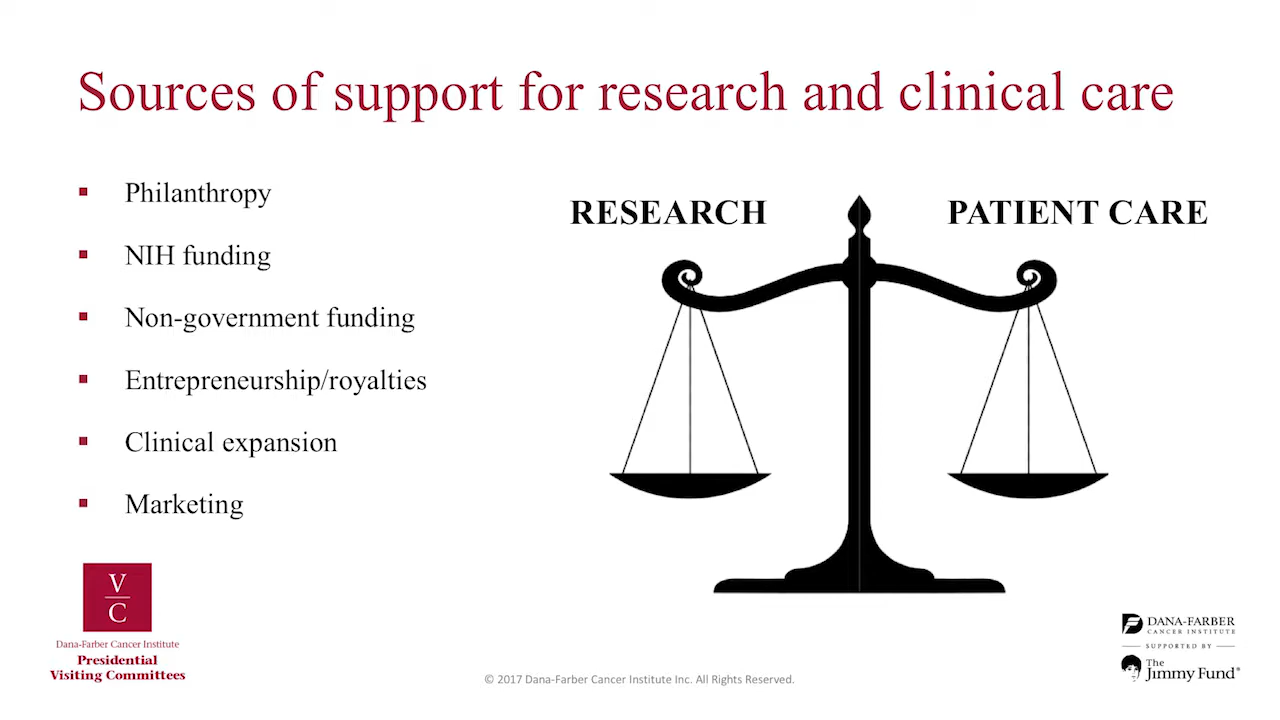 Sources of support for research and clinical care
▪ Philanthropy
▪ NIH funding
▪ Non-government funding
▪ Entrepreneurship/royalties
▪ Clinical expansion
▪ Marketing
RESEARCH
PATIENT CARE
V
C
Dana-Farber Cancer Institute
Presidential
Visiting Committees
© 2017 Dana-Farber Cancer Institute Inc. All Rights Reserved.
DANA-FARBER
CANCER INSTITUTE
SUPPORTED BY
The
Jimmy Fund®